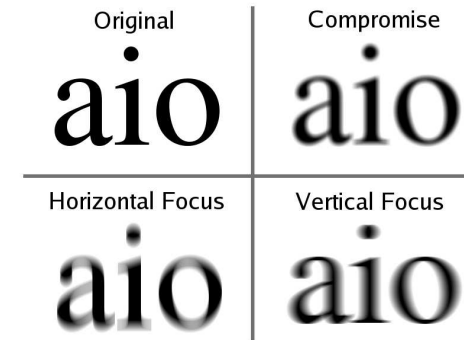 Original
aio
Compromise
aio
Horizontal Focus
aio
Vertical Focus
aio